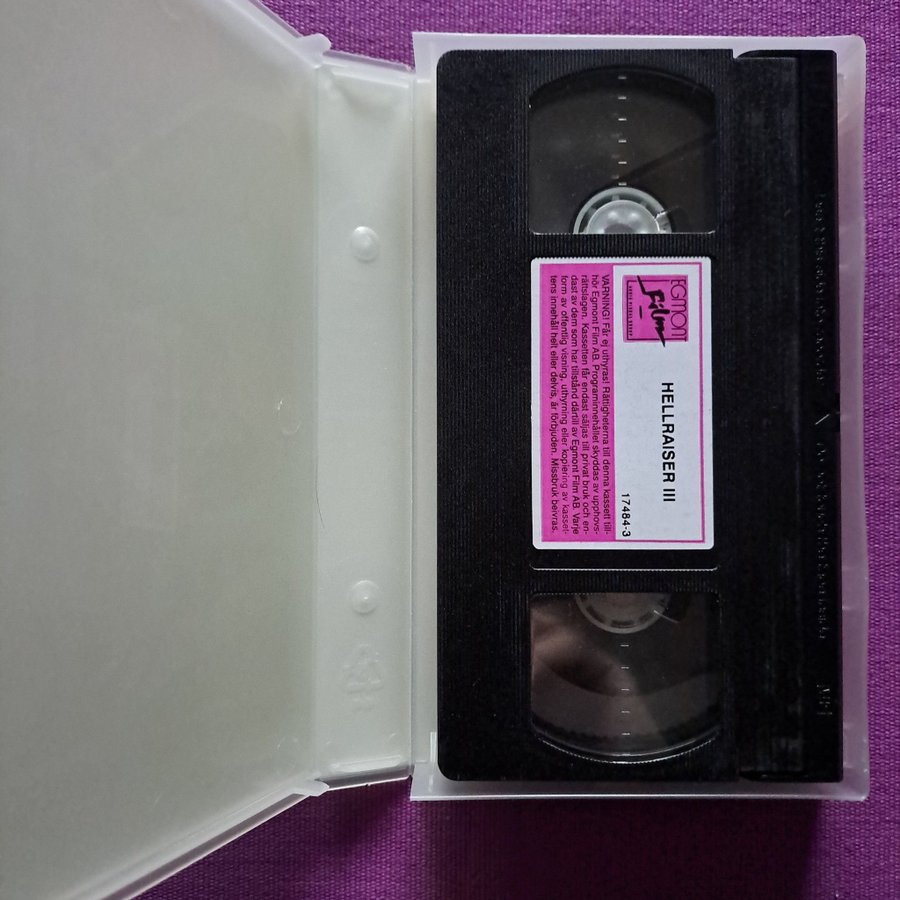 EGMONT
Film
HELLRAISER III
17484-3
VARNING! Får ej uthyras! Rättigheterna till denna kassett till-
hör Egmont Film AB. Programinnehållet skyddas av upphovs-
rättslagen. Kassetten får endast säljas till privat bruk och en-
dast av dem som har tillstånd därtill av Egmont Film AB. Varje
form av offentlig visning, uthyrning eller kopiering av kasset-
tens innehåll helt eller delvis, är förbjuden. Missbruk beivras.